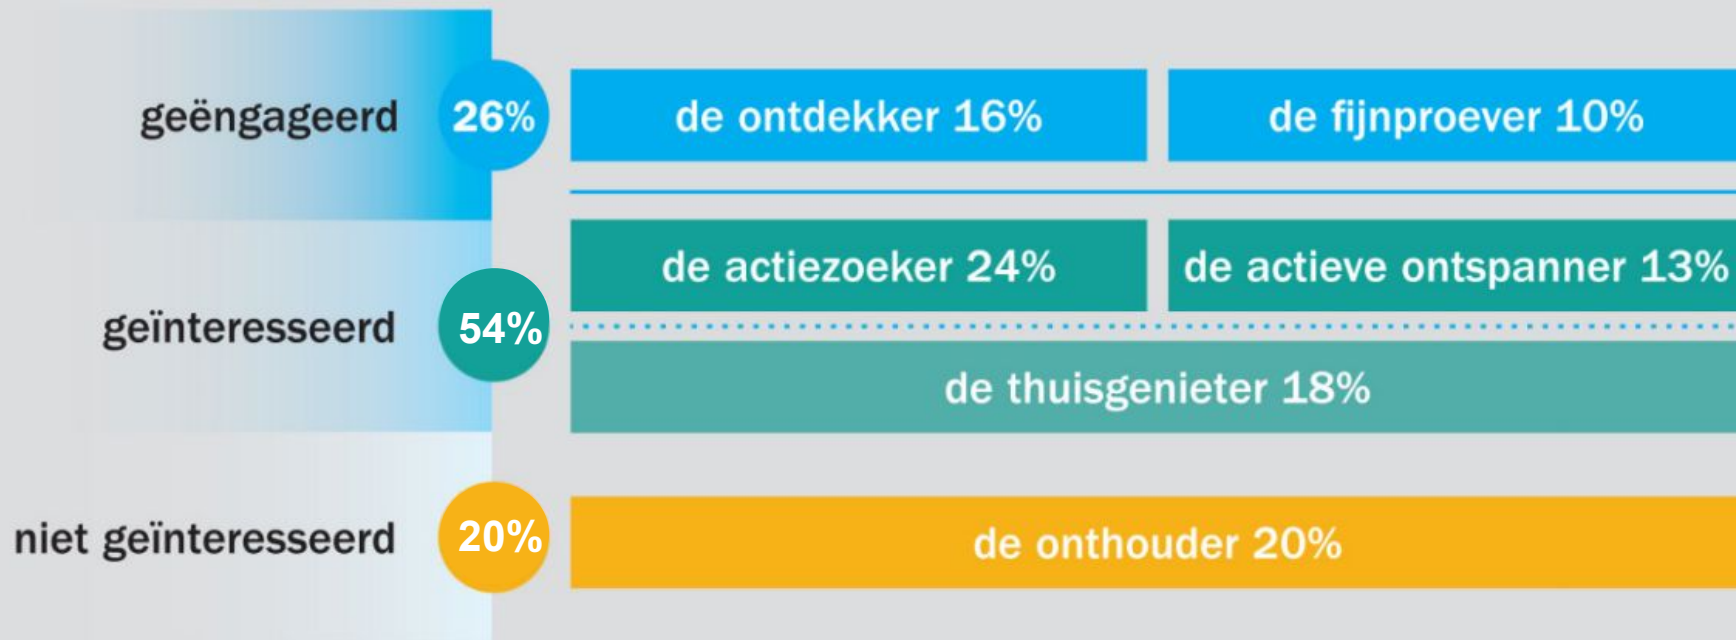 geëngageerd 26% de ontdekker 16% de fijnproever 10%
de actiezoeker 24% de actieve ontspanner 13%
geïnteresseerd 54%
de thuisgenieter 18%
niet geïnteresseerd 20% de onthouder 20%